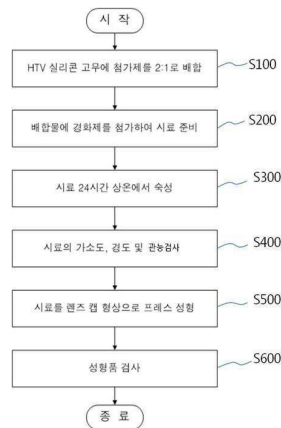 시 작
HTV 실리콘 고무에 첨가제를 2:1로 배합
S100
배합물에 경화제를 첨가하여 시료 준비
S200
시료 24시간 상온에서 숙성
S300
시료의 가소도, 경도 및 관능검사
S400
시료를 렌즈 캡 형상으로 프레스 성형
S500
성형품 검사
S600
종 료